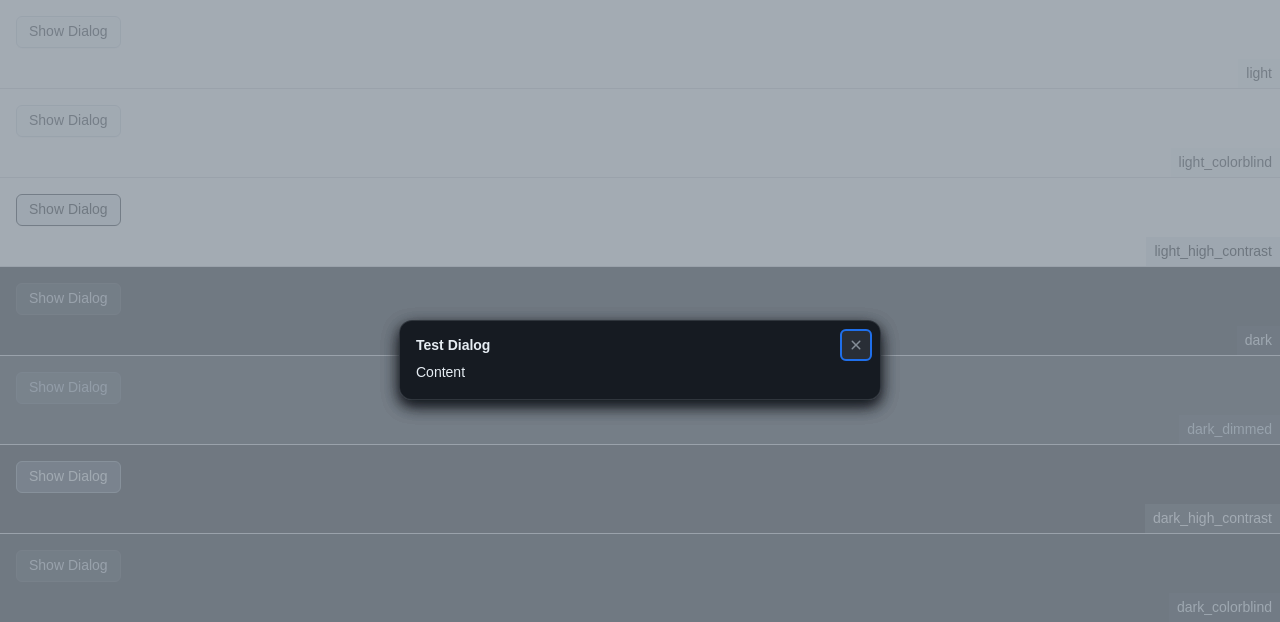 Show Dialog
light
Show Dialog
light_colorblind
Show Dialog
light_high_contrast
Show Dialog
dark
Test Dialog
Content
Show Dialog
dark_dimmed
Show Dialog
dark_high_contrast
Show Dialog
dark_colorblind